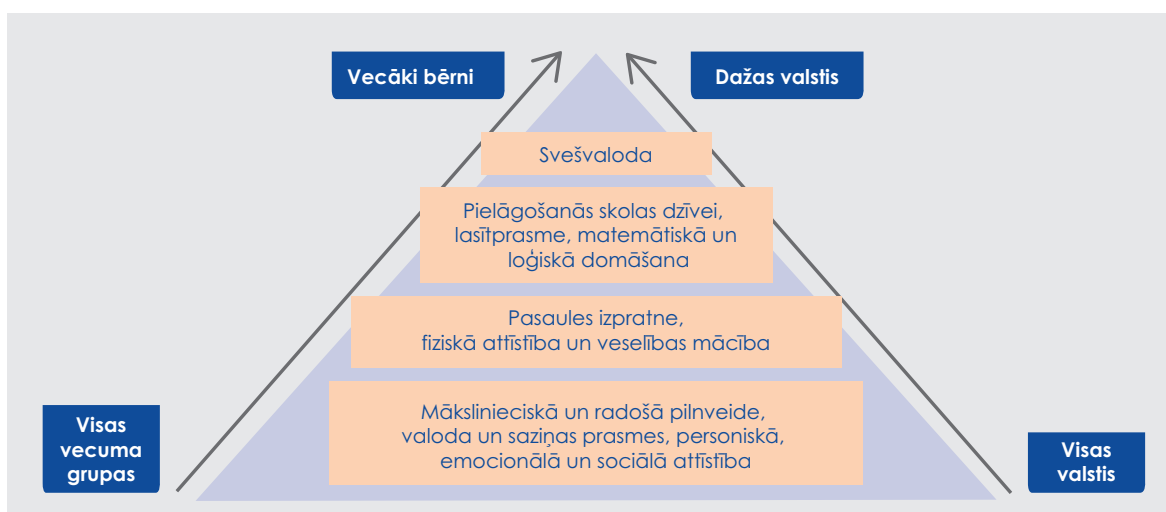 Vecāki bērni
Dažas valstis
Svešvaloda
Pielāgošanās skolas dzīvei,
lasītprasme, matemātiskā un
loģiskā domāšana
Pasaules izpratne,
fiziskā attīstība un veselības mācība
Mākslinieciskā un radošā pilnveide,
valoda un saziņas prasmes, personiskā,
emocionālā un sociālā attīstība
Visas
vecuma
grupas
Visas
valstis